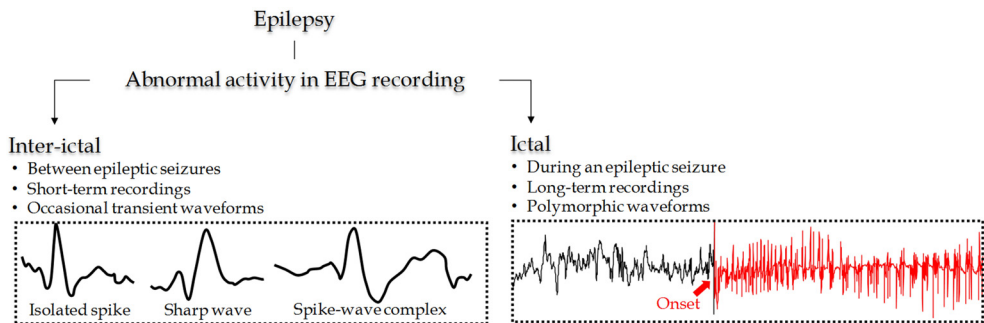 Epilepsy
Abnormal activity in EEG recording
Inter-ictal
• Between epileptic seizures
• Short-term recordings
• Occasional transient waveforms
Isolated spike
Sharp wave
Spike-wave complex
Ictal
• During an epileptic seizure
• Long-term recordings
• Polymorphic waveforms
Onset